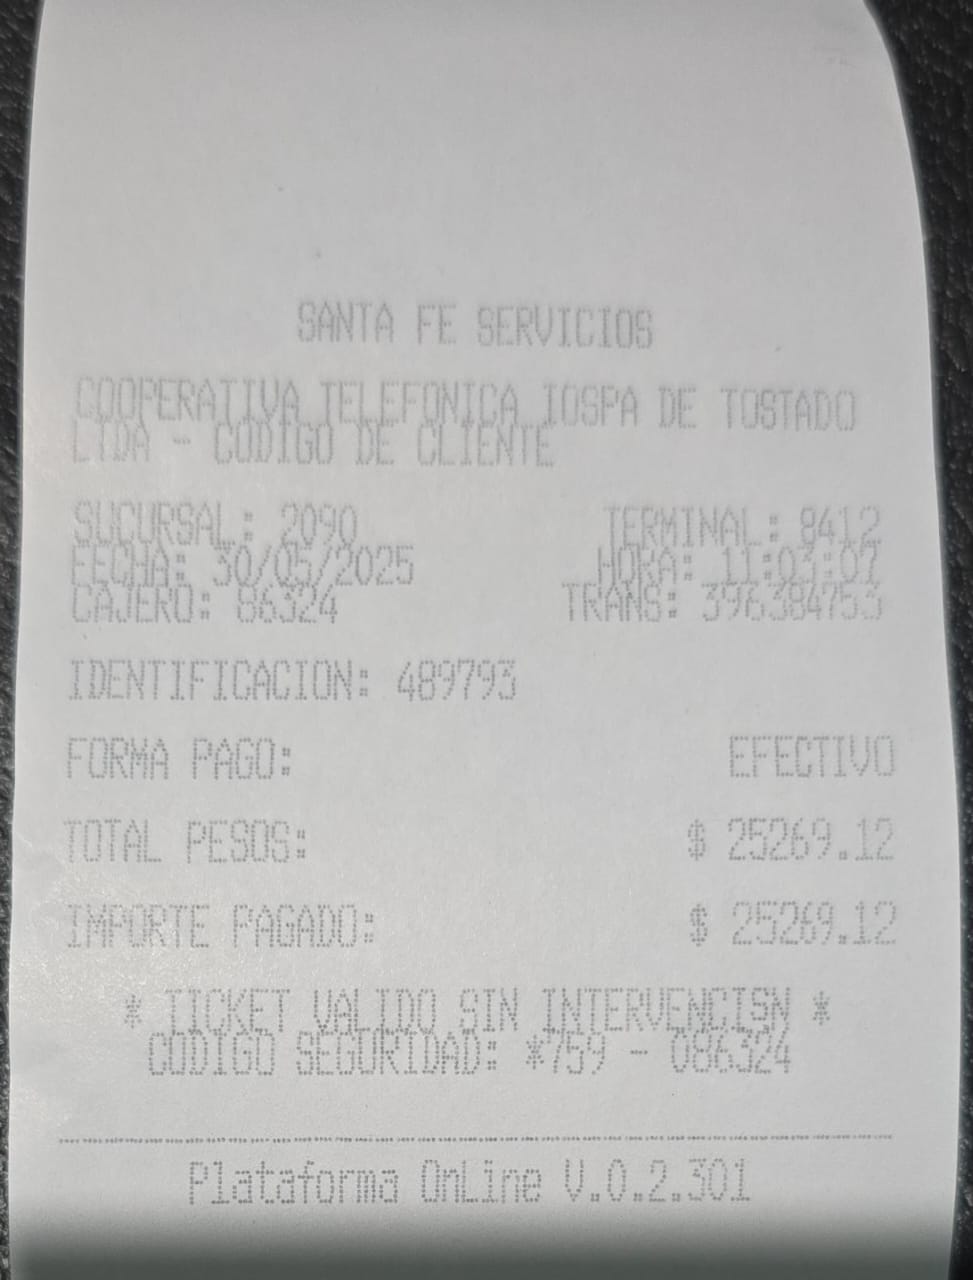 SANTA FE SERVICIOS
COOPERATIVA TELEFONICA IOSPA DE TOSTADO
LTDA - CODIGO DE CLIENTE
SUCURSAL: 2090 TERMINAL: 8412
FECHA: 30/05/2025 HORA: 11:03:07
CAJERO: 86324 TRANS: 396384753
IDENTIFICACION: 489793
FORMA PAGO: EFECTIVO
TOTAL PESOS: $ 25269.12
IMPORTE PAGADO: $ 25269.12
* TICKET VALIDO SIN INTERVENCISN *
CODIGO SEGURIDAD: *759 - 086324
Plataforma OnLine V.0.2.301